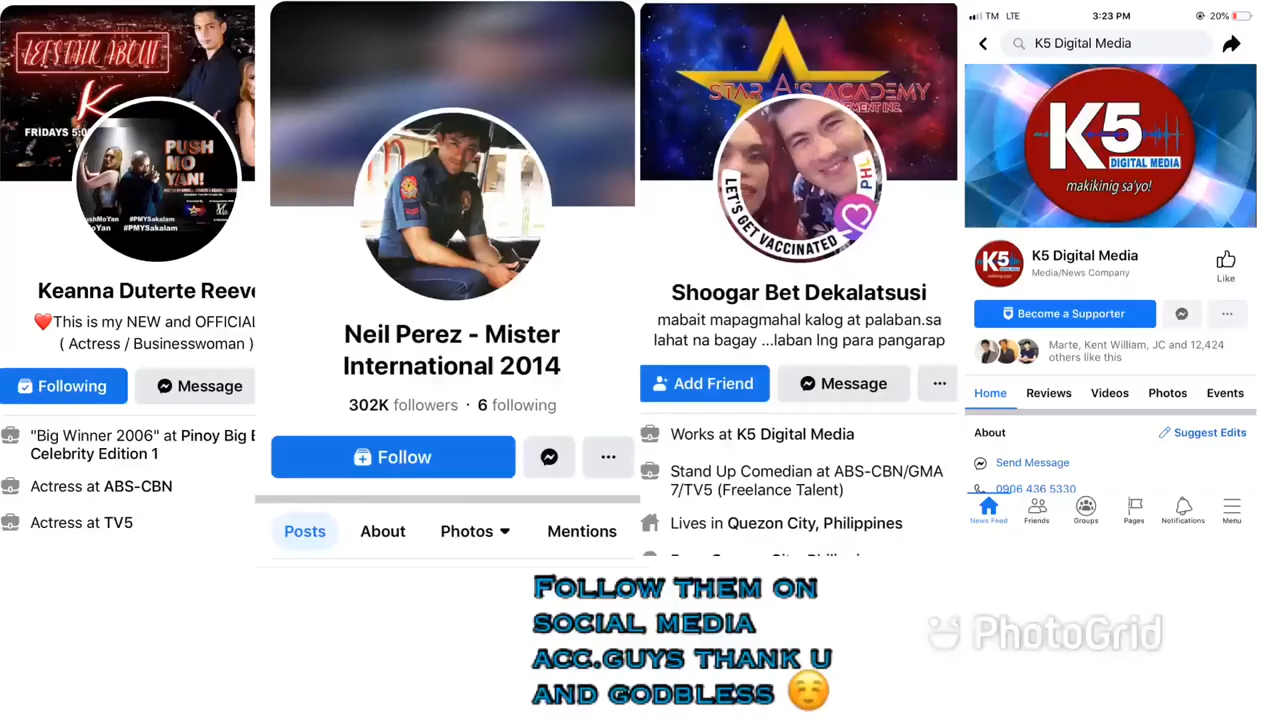 LET'S TALK ABOUT
K
FRIDAYS 5:0
PUSH
MO
YAN!
#PMYSakalam
#PMYSakalam
Keanna Duterte Reeve
❤️This is my NEW and OFFICIAL
( Actress / Businesswoman )
Following
Message
"Big Winner 2006" at Pinoy Big
Celebrity Edition 1
Actress at ABS-CBN
Actress at TV5
Neil Perez - Mister
International 2014
302K followers · 6 following
Follow
...
Posts
About
Photos
Mentions
STAR A'S ACADEMY
LET'S GET VACCINATED
PHL
Shoogar Bet Dekalatsusi
mabait mapagmahal kalog at palaban.sa
lahat na bagay ...laban lng para pangarap
Add Friend
Message
...
Works at K5 Digital Media
Stand Up Comedian at ABS-CBN/GMA
7/TV5 (Freelance Talent)
Lives in Quezon City, Philippines
TM LTE
3:23 PM
20%
K5 Digital Media
K5
DIGITAL MEDIA
makikinig sa'yo!
K5 Digital Media
Media/News Company
Like
Become a Supporter
...
Marte, Kent William, JC and 12,424
others like this
Home
Reviews
Videos
Photos
Events
About
Suggest Edits
Send Message
0906 436 5330
News Feed
Friends
Groups
Pages
Notifications
Menu
Follow them on
social media
acc.guys thank u
and godbless ☺️
PhotoGrid